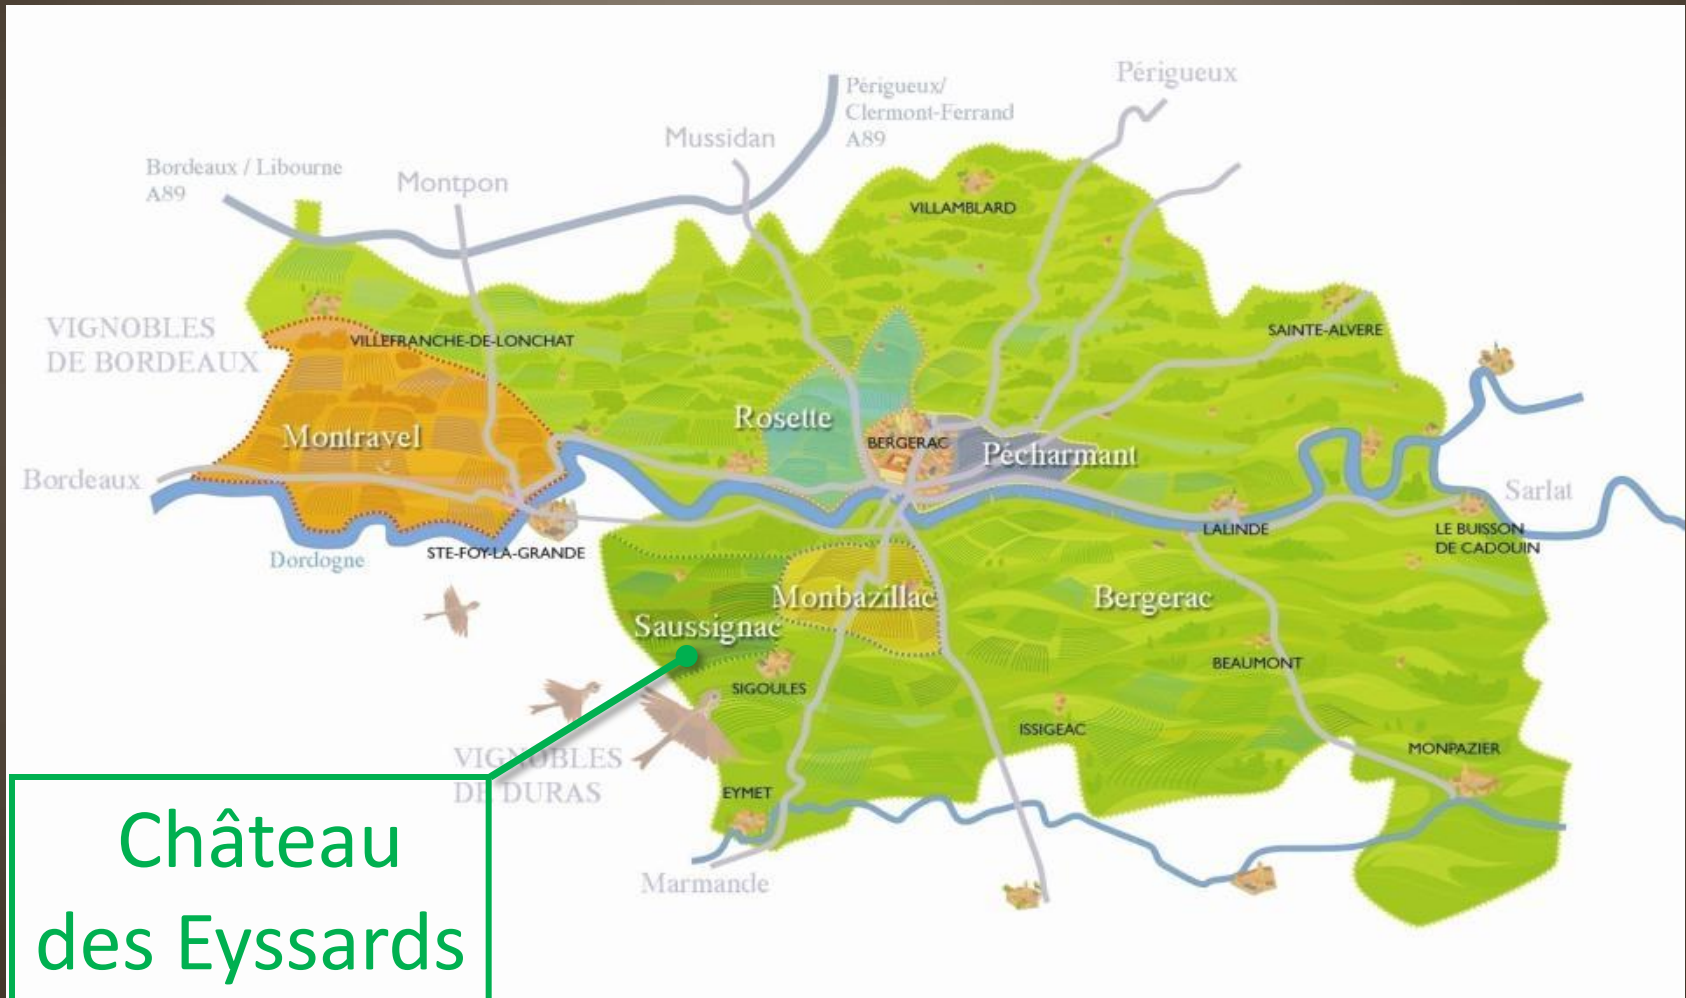 Périgueux
Périgueux/
Clermont-Ferrand
A89
Mussidan
Bordeaux / Libourne
A89
Montpon
VILLAMBLARD
VIGNOBLES
DE BORDEAUX
VILLEFRANCHE-DE-LONCHAT
SAINTE-ALVERE
Rosette
Montravel
BERGERAC
Pécharmant
Bordeaux
Sarlat
LALINDE
LE BUISSON
DE CADOUIN
Dordogne
STE-FOY-LA-GRANDE
Monbazillac
Bergerac
Saussignac
BEAUMONT
SIGOULES
ISSIGEAC
MONPAZIER
VIGNOBLES
DE DURAS
EYMET
Marmande
Château
des Eyssards